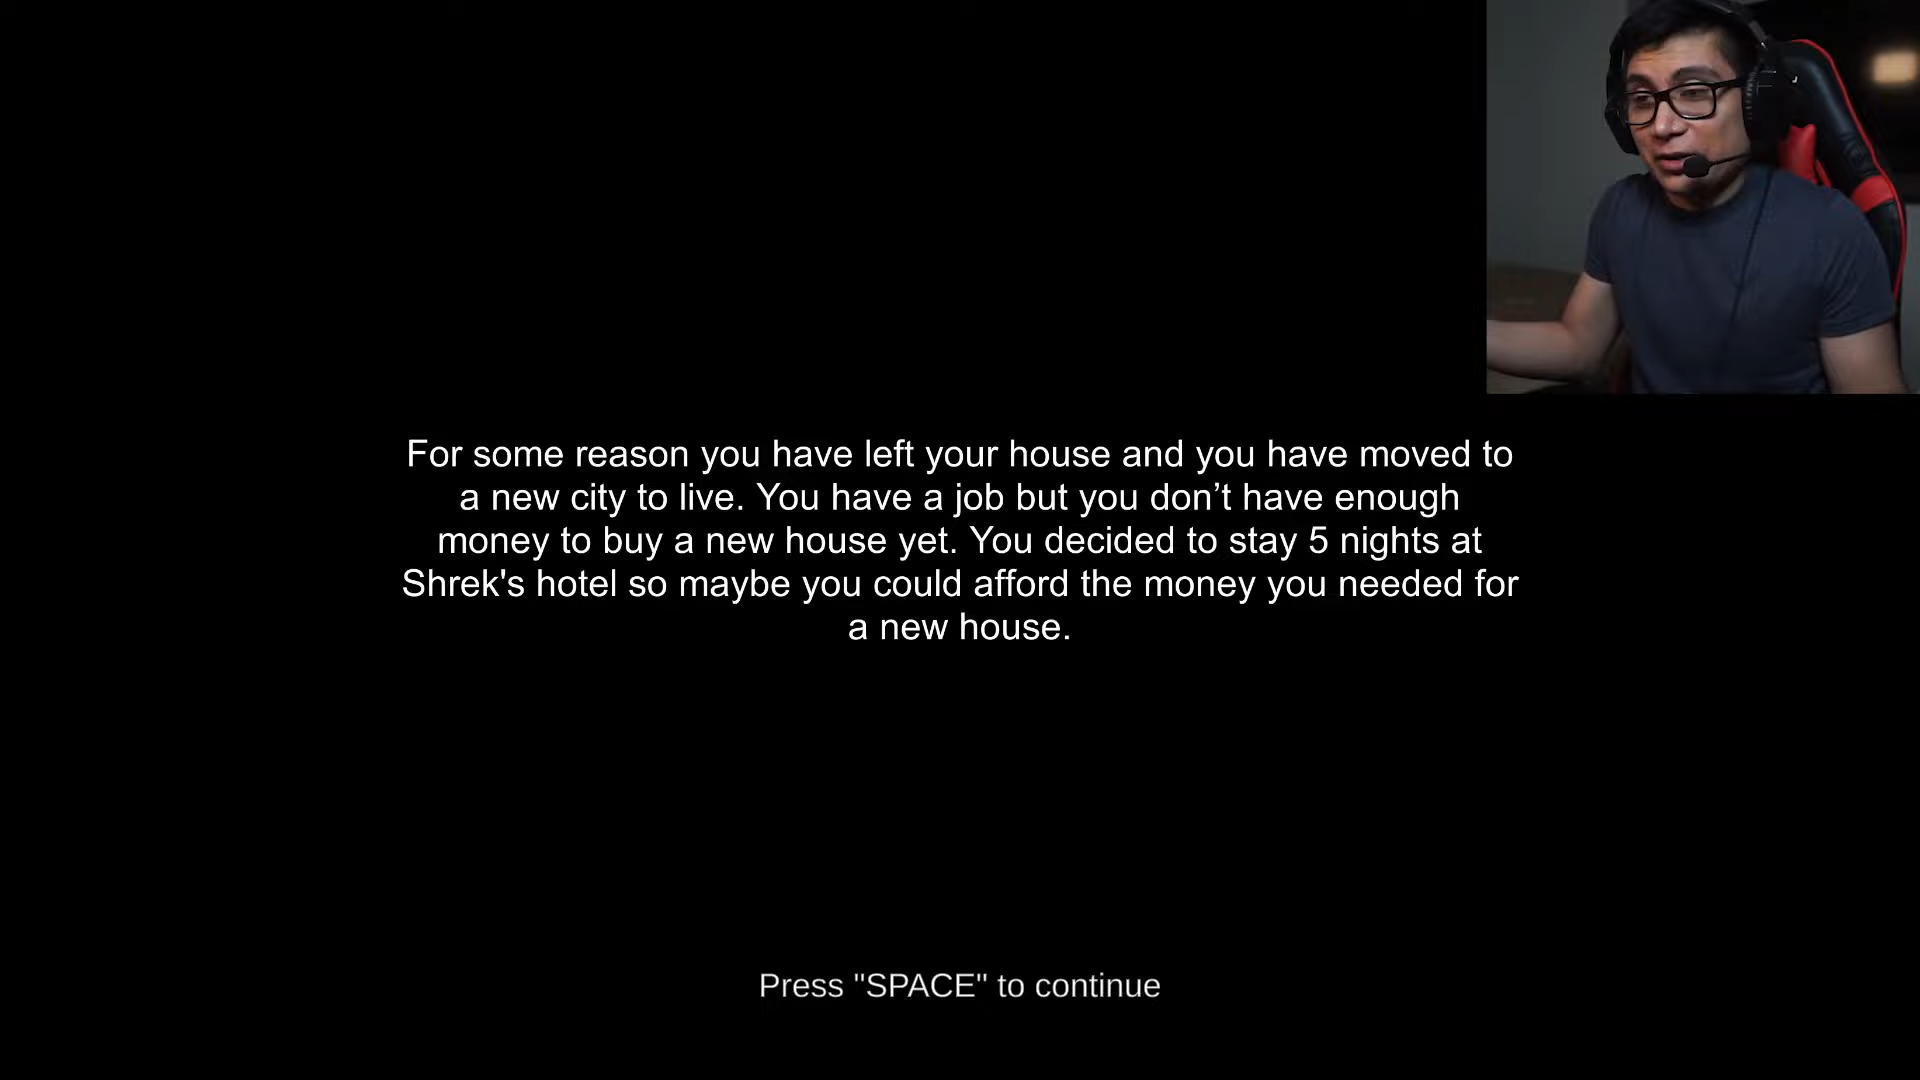 For some reason you have left your house and you have moved to
a new city to live. You have a job but you don’t have enough
money to buy a new house yet. You decided to stay 5 nights at
Shrek's hotel so maybe you could afford the money you needed for
a new house.
Press "SPACE" to continue